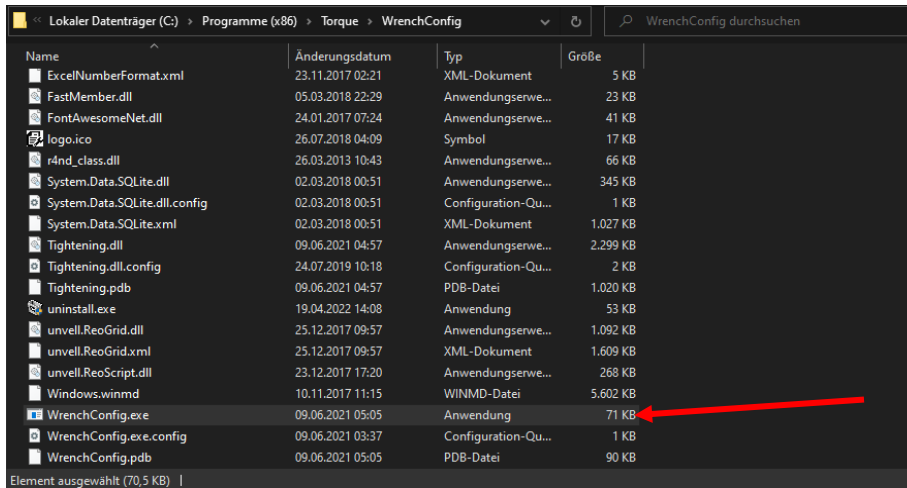 « Lokaler Datenträger (C:) › Programme (x86) › Torque › WrenchConfig WrenchConfig durchsuchen
Name Änderungsdatum Typ Größe
ExcelNumberFormat.xml 23.11.2017 02:21 XML-Dokument 5 KB
FastMember.dll 05.03.2018 22:29 Anwendungserwe... 23 KB
FontAwesomeNet.dll 24.01.2017 07:24 Anwendungserwe... 41 KB
logo.ico 26.07.2018 04:09 Symbol 17 KB
r4nd_class.dll 26.03.2013 10:43 Anwendungserwe... 66 KB
System.Data.SQLite.dll 02.03.2018 00:51 Anwendungserwe... 345 KB
System.Data.SQLite.dll.config 02.03.2018 00:51 Configuration-Qu... 1 KB
System.Data.SQLite.xml 02.03.2018 00:51 XML-Dokument 1.027 KB
Tightening.dll 09.06.2021 04:57 Anwendungserwe... 2.299 KB
Tightening.dll.config 24.07.2019 10:18 Configuration-Qu... 2 KB
Tightening.pdb 09.06.2021 04:57 PDB-Datei 1.020 KB
uninstall.exe 19.04.2022 14:08 Anwendung 53 KB
unvell.ReoGrid.dll 25.12.2017 09:57 Anwendungserwe... 1.092 KB
unvell.ReoGrid.xml 25.12.2017 09:57 XML-Dokument 1.609 KB
unvell.ReoScript.dll 23.12.2017 17:20 Anwendungserwe... 268 KB
Windows.winmd 10.11.2017 11:15 WINMD-Datei 5.602 KB
WrenchConfig.exe 09.06.2021 05:05 Anwendung 71 KB
WrenchConfig.exe.config 09.06.2021 03:37 Configuration-Qu... 1 KB
WrenchConfig.pdb 09.06.2021 05:05 PDB-Datei 90 KB
Element ausgewählt (70,5 KB)